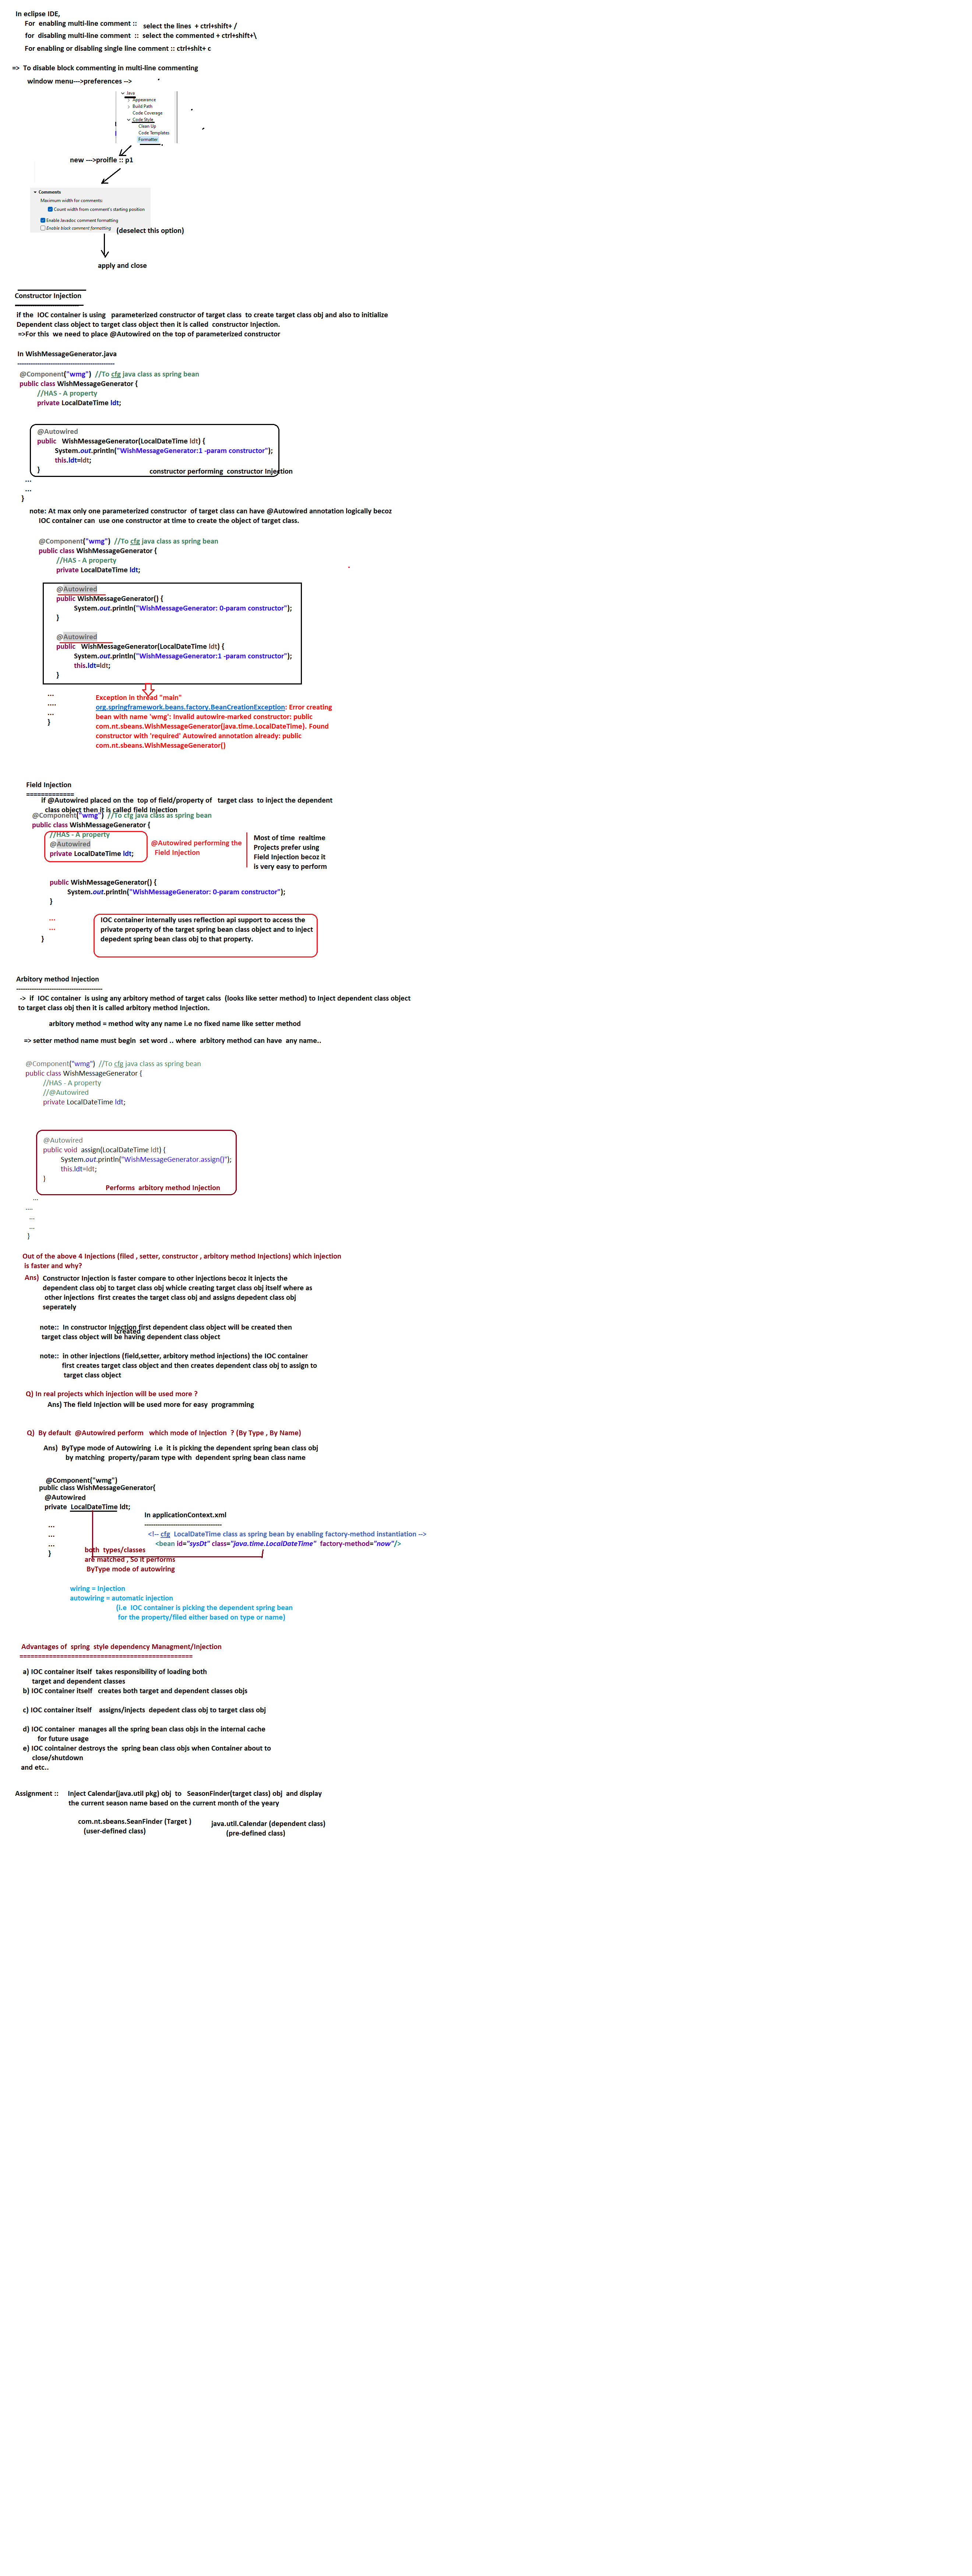 In eclipse IDE,
For  enabling multi-line comment ::   select the lines  + ctrl+shift+ /
for  disabling multi-line comment  ::  select the commented + ctrl+shift+\
For enabling or disabling single line comment :: ctrl+shit+ c
=>  To disable block commenting in multi-line commenting
window menu--->preferences -->
Java
Appearance
Build Path
Code Coverage
Code Style
Clean Up
Code Templates
Formatter
new --->proifle :: p1
Comments
Maximum width for comments:
Count width from comment's starting position
Enable Javadoc comment formatting
Enable block comment formatting
(deselect this option)
apply and close
Constructor Injection
if the  IOC container is using   parameterized constructor of target class  to create target class obj and also to initialize
Dependent class object to target class object then it is called  constructor Injection.
=>For this  we need to place @Autowired on the top of parameterized constructor
In WishMessageGenerator.java
--------------------------------------------
@Component("wmg")  //To cfg java class as spring bean
public class WishMessageGenerator {
//HAS - A property
private LocalDateTime ldt;
@Autowired
public   WishMessageGenerator(LocalDateTime ldt) {
System.out.println("WishMessageGenerator:1 -param constructor");
this.ldt=ldt;
}
constructor performing  constructor Injection
...
...
}
note: At max only one parameterized constructor  of target class can have @Autowired annotation logically becoz
IOC container can  use one constructor at time to create the object of target class.
@Component("wmg")  //To cfg java class as spring bean
public class WishMessageGenerator {
//HAS - A property
private LocalDateTime ldt;
@Autowired
public WishMessageGenerator() {
System.out.println("WishMessageGenerator: 0-param constructor");
}
@Autowired
public   WishMessageGenerator(LocalDateTime ldt) {
System.out.println("WishMessageGenerator:1 -param constructor");
this.ldt=ldt;
}
...
....
...
}
Exception in thread "main"
org.springframework.beans.factory.BeanCreationException: Error creating
bean with name 'wmg': Invalid autowire-marked constructor: public
com.nt.sbeans.WishMessageGenerator(java.time.LocalDateTime). Found
constructor with 'required' Autowired annotation already: public
com.nt.sbeans.WishMessageGenerator()
Field Injection
=============
if @Autowired placed on the  top of field/property of   target class  to inject the dependent
class object then it is called field Injection
@Component("wmg")  //To cfg java class as spring bean
public class WishMessageGenerator {
//HAS - A property
@Autowired
private LocalDateTime ldt;
@Autowired performing the
Field Injection
Most of time  realtime
Projects prefer using
Field Injection becoz it
is very easy to perform
public WishMessageGenerator() {
System.out.println("WishMessageGenerator: 0-param constructor");
}
...
...
}
IOC container internally uses reflection api support to access the
private property of the target spring bean class object and to inject
depedent spring bean class obj to that property.
Arbitory method Injection
---------------------------------------
->  if  IOC container  is using any arbitory method of target calss  (looks like setter method) to Inject dependent class object
to target class obj then it is called arbitory method Injection.
arbitory method = method wity any name i.e no fixed name like setter method
=> setter method name must begin  set word .. where  arbitory method can have  any name..
@Component("wmg")  //To cfg java class as spring bean
public class WishMessageGenerator {
//HAS - A property
//@Autowired
private LocalDateTime ldt;
@Autowired
public void  assign(LocalDateTime ldt) {
System.out.println("WishMessageGenerator.assign()");
this.ldt=ldt;
}
Performs  arbitory method Injection
...
....
...
...
}
Out of the above 4 Injections (filed , setter, constructor , arbitory method Injections) which injection
is faster and why?
Ans)  Constructor Injection is faster compare to other injections becoz it injects the
dependent class obj to target class obj whicle creating target class obj itself where as
other injections  first creates the target class obj and assigns depedent class obj
seperately
note::  In constructor Injection first dependent class object will be created then
created
target class object will be having dependent class object
note::  in other injections (field,setter, arbitory method injections) the IOC container
first creates target class object and then creates dependent class obj to assign to
target class object
Q) In real projects which injection will be used more ?
Ans) The field Injection will be used more for easy  programming
Q)  By default  @Autowired perform   which mode of Injection  ? (By Type , By Name)
Ans)  ByType mode of Autowiring  i.e  it is picking the dependent spring bean class obj
by matching  property/param type with  dependent spring bean class name
@Component("wmg")
public class WishMessageGenerator{
@Autowired
private  LocalDateTime ldt;
...
...
...
}
In applicationContext.xml
-----------------------------------
<!-- cfg  LocalDateTIme class as spring bean by enabling factory-method instantiation -->
<bean id="sysDt" class="java.time.LocalDateTime"  factory-method="now"/>
both  types/classes
are matched , So it performs
ByType mode of autowiring
wiring = Injection
autowiring = automatic injection
(i.e  IOC container is picking the dependent spring bean
for the property/filed either based on type or name)
Advantages of  spring  style dependency Managment/Injection
===============================================
a) IOC container itself  takes responsibility of loading both
target and dependent classes
b) IOC container itself   creates both target and dependent classes objs
c) IOC container itself    assigns/injects  depedent class obj to target class obj
d) IOC container  manages all the spring bean class objs in the internal cache
for future usage
e) IOC cointainer destroys the  spring bean class objs when Container about to
close/shutdown
and etc..
Assignment ::     Inject Calendar(java.util pkg) obj  to   SeasonFinder(target class) obj  and display
the current season name based on the current month of the yeary
com.nt.sbeans.SeanFinder (Target )
(user-defined class)
java.util.Calendar (dependent class)
(pre-defined class)